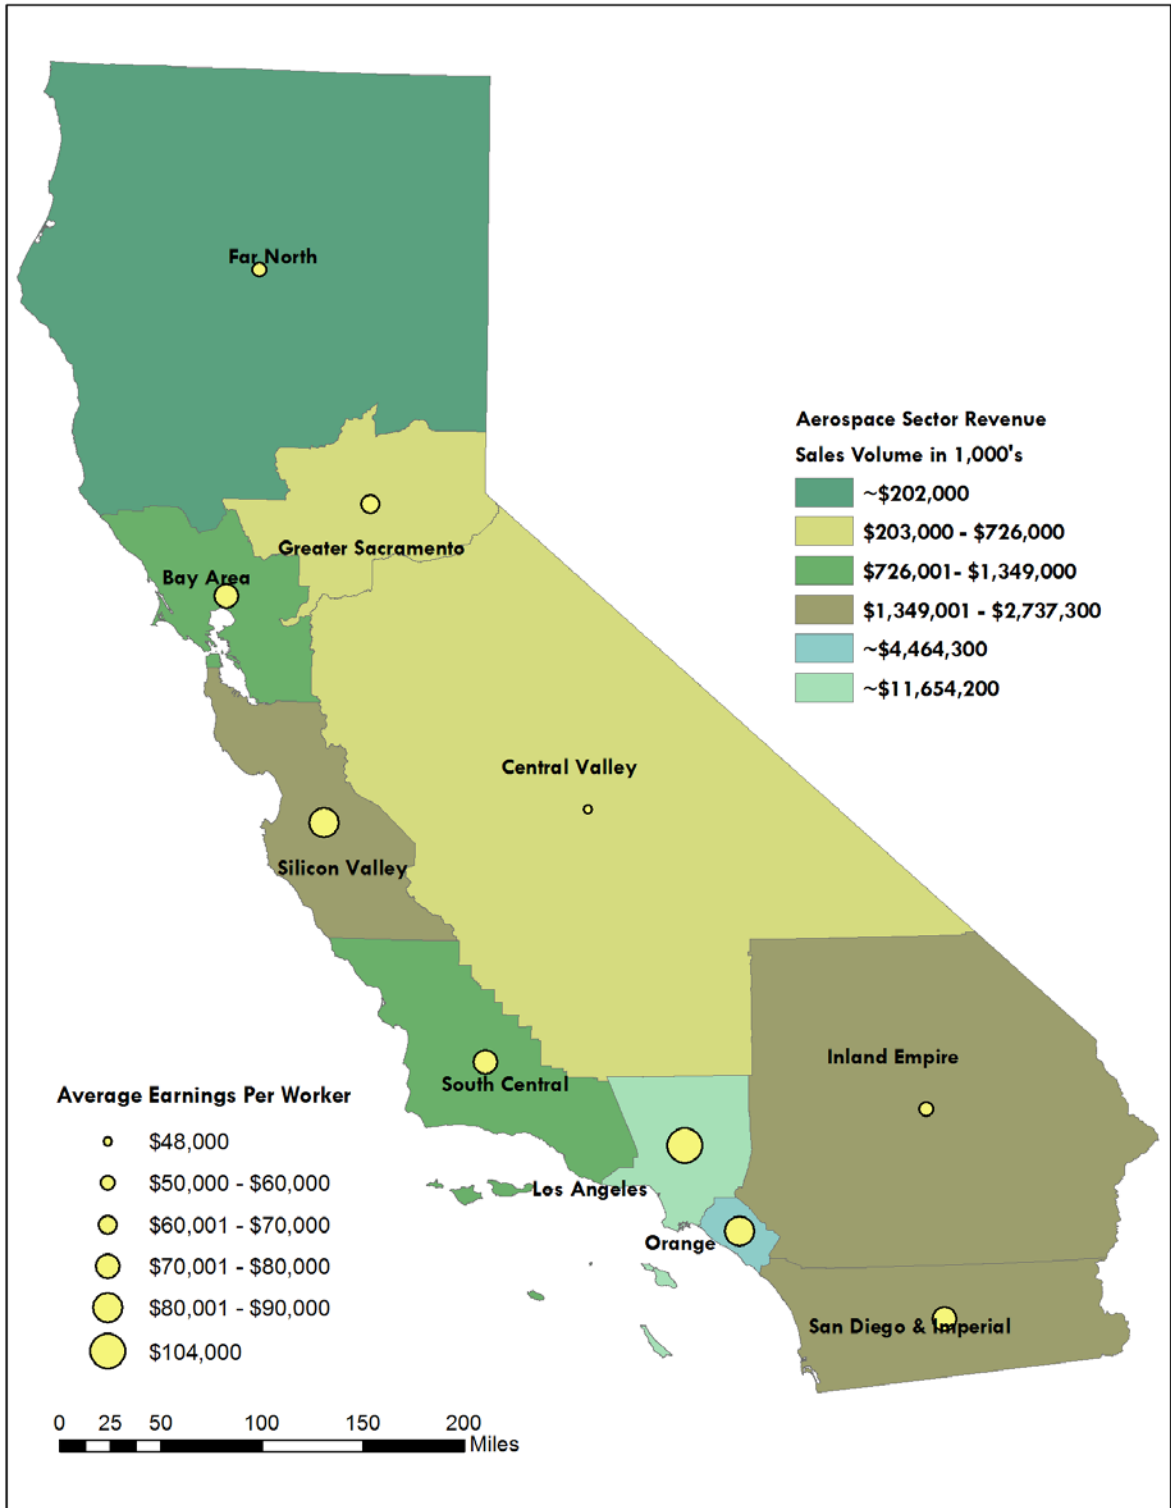 Far North
Aerospace Sector Revenue
Sales Volume in 1,000's
~$202,000
$203,000 - $726,000
$726,001- $1,349,000
$1,349,001 - $2,737,300
~$4,464,300
~$11,654,200
Greater Sacramento
Bay Area
Central Valley
Silicon Valley
Inland Empire
South Central
Los Angeles
Orange
San Diego & Imperial
Average Earnings Per Worker
$48,000
$50,000 - $60,000
$60,001 - $70,000
$70,001 - $80,000
$80,001 - $90,000
$104,000
0 25 50 100 150 200
Miles